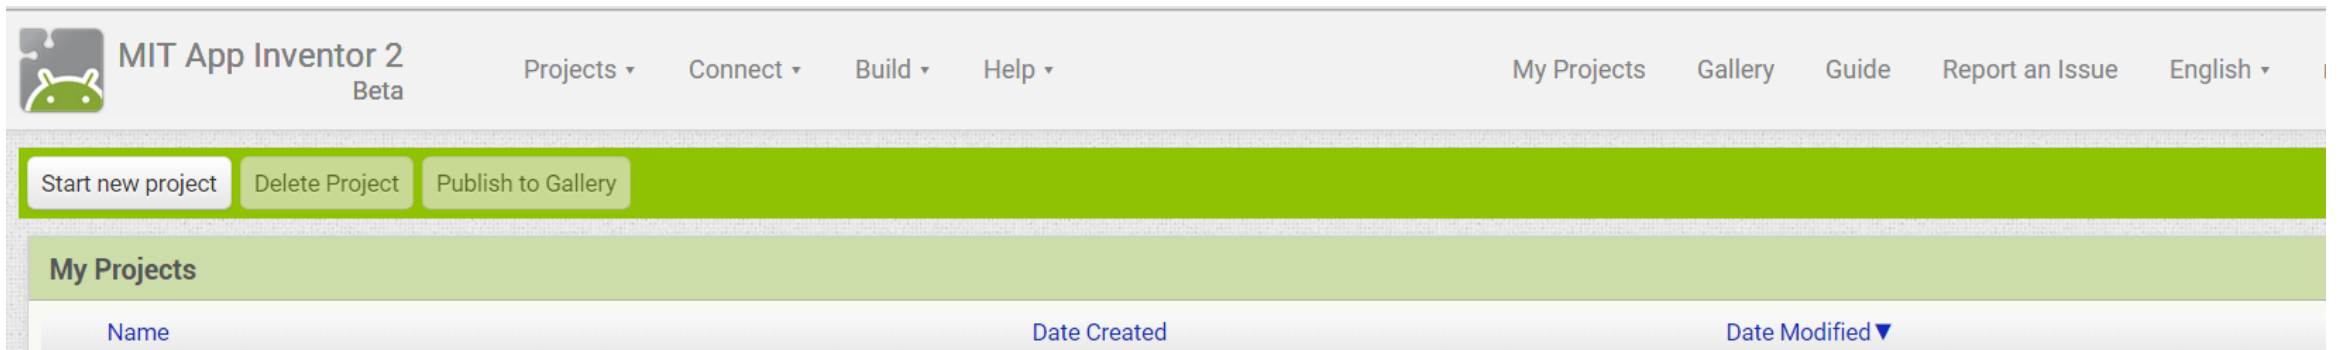 MIT App Inventor 2
Beta
Projects ▾ Connect ▾ Build ▾ Help ▾ My Projects Gallery Guide Report an Issue English ▾
Start new project Delete Project Publish to Gallery
My Projects
Name Date Created Date Modified▼